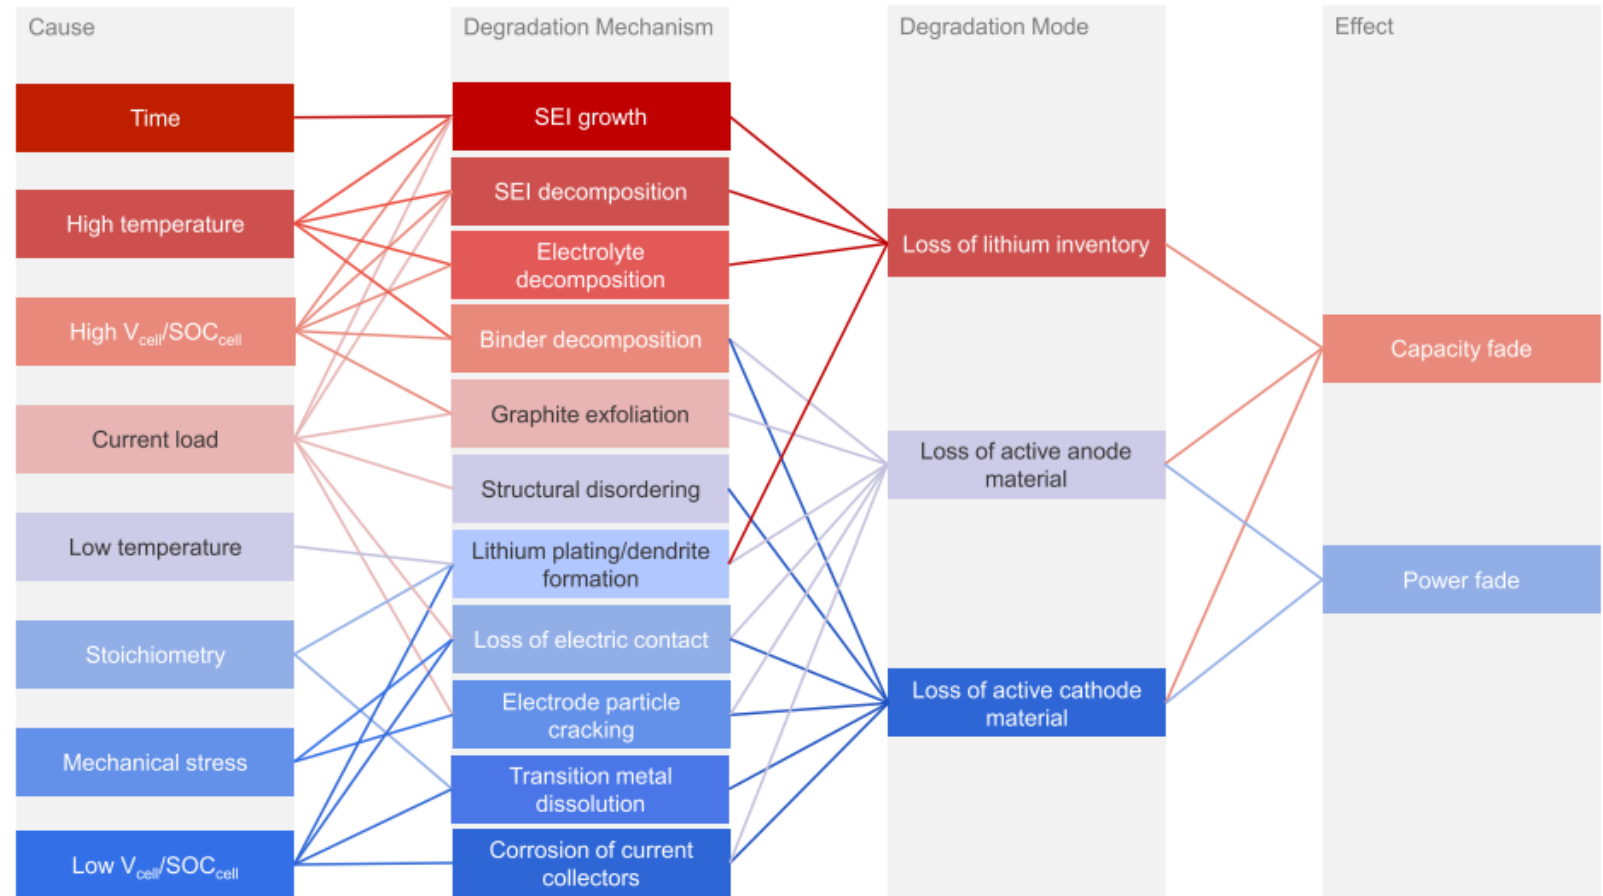 Cause
Time
High temperature
High Vcell/SOCcell
Current load
Low temperature
Stoichiometry
Mechanical stress
Low Vcell/SOCcell
Degradation Mechanism
SEI growth
SEI decomposition
Electrolyte
decomposition
Binder decomposition
Graphite exfoliation
Structural disordering
Lithium plating/dendrite
formation
Loss of electric contact
Electrode particle
cracking
Transition metal
dissolution
Corrosion of current
collectors
Degradation Mode
Loss of lithium inventory
Loss of active anode
material
Loss of active cathode
material
Effect
Capacity fade
Power fade